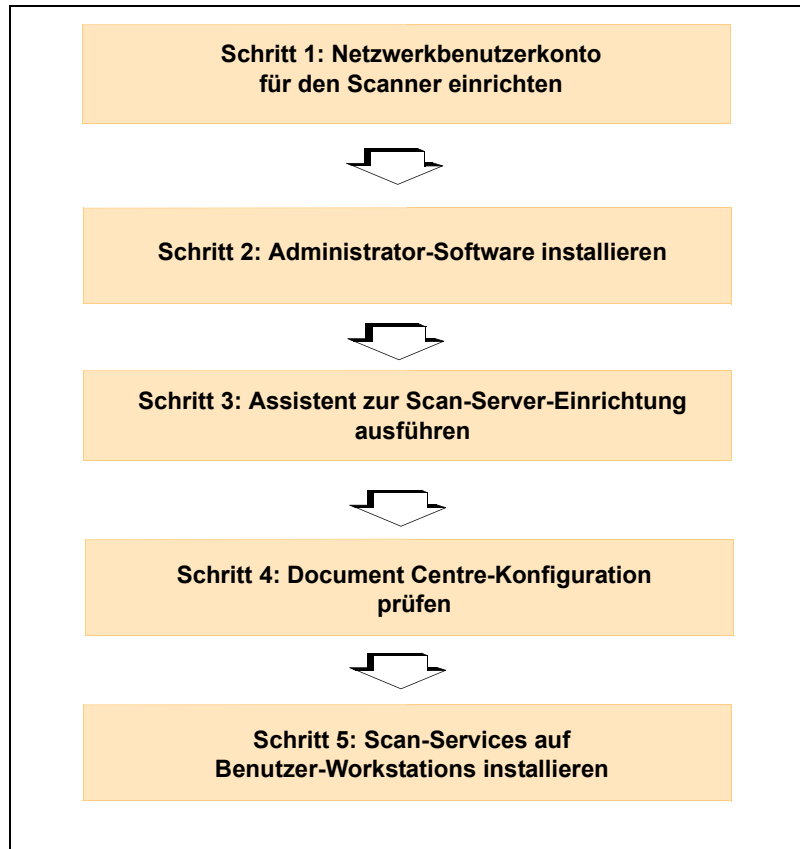 Schritt 1: Netzwerkbenutzerkonto
für den Scanner einrichten
Schritt 2: Administrator-Software installieren
Schritt 3: Assistent zur Scan-Server-Einrichtung
ausführen
Schritt 4: Document Centre-Konfiguration
prüfen
Schritt 5: Scan-Services auf
Benutzer-Workstations installieren